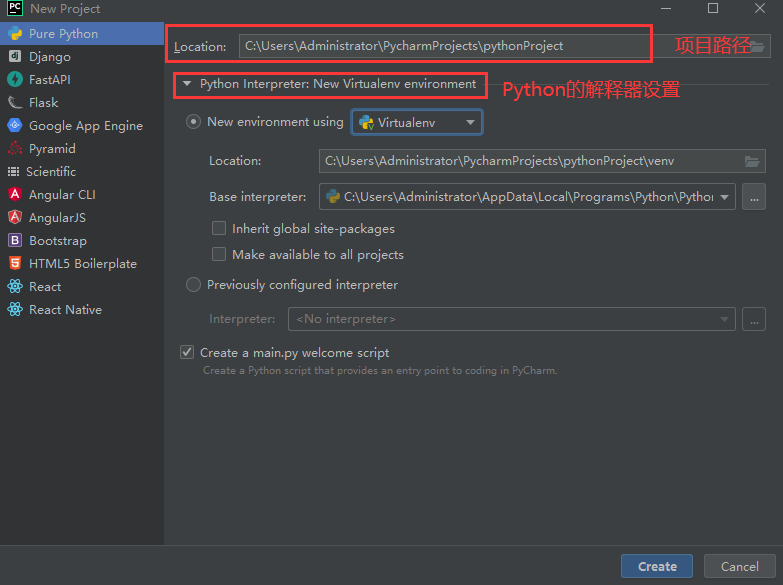 PC New Project
Pure Python
Django
FastAPI
Flask
Google App Engine
Pyramid
Scientific
Angular CLI
AngularJS
Bootstrap
HTML5 Boilerplate
React
React Native
Location: C:\Users\Administrator\PycharmProjects\pythonProject 项目路径
Python Interpreter: New Virtualenv environment Python的解释器设置
New environment using Virtualenv
Location: C:\Users\Administrator\PycharmProjects\pythonProject\venv
Base interpreter: C:\Users\Administrator\AppData\Local\Programs\Python\Python ...
Inherit global site-packages
Make available to all projects
Previously configured interpreter
Interpreter: <No interpreter> ...
Create a main.py welcome script
Create a Python script that provides an entry point to coding in PyCharm.
Create Cancel